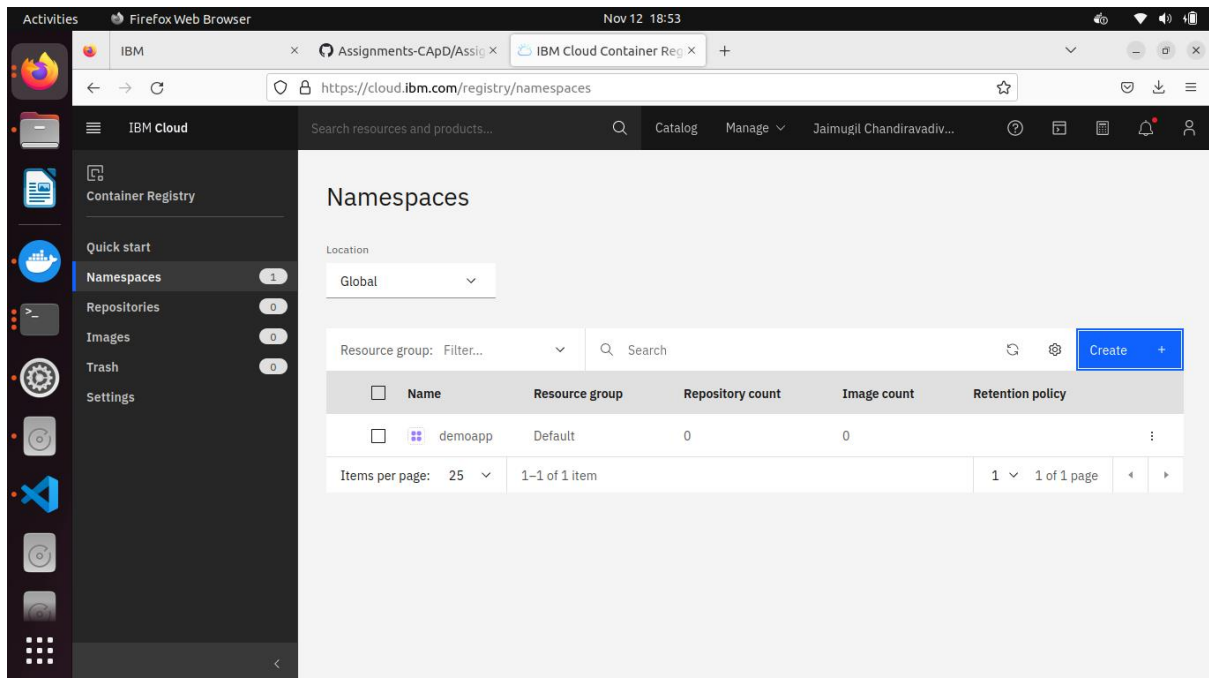 Activities Firefox Web Browser Nov 12 18:53
IBM Assignments-CApD/Assig IBM Cloud Container Reg
https://cloud.ibm.com/registry/namespaces
IBM Cloud Search resources and products... Catalog Manage Jaimugil Chandiravadiv...
Container Registry
Namespaces
Quick start
Location
Namespaces 1
Global
Repositories 0
Images 0
Resource group: Filter... Search Create +
Trash 0
Settings
Name Resource group Repository count Image count Retention policy
demoapp Default 0 0
Items per page: 25 1–1 of 1 item 1 1 of 1 page